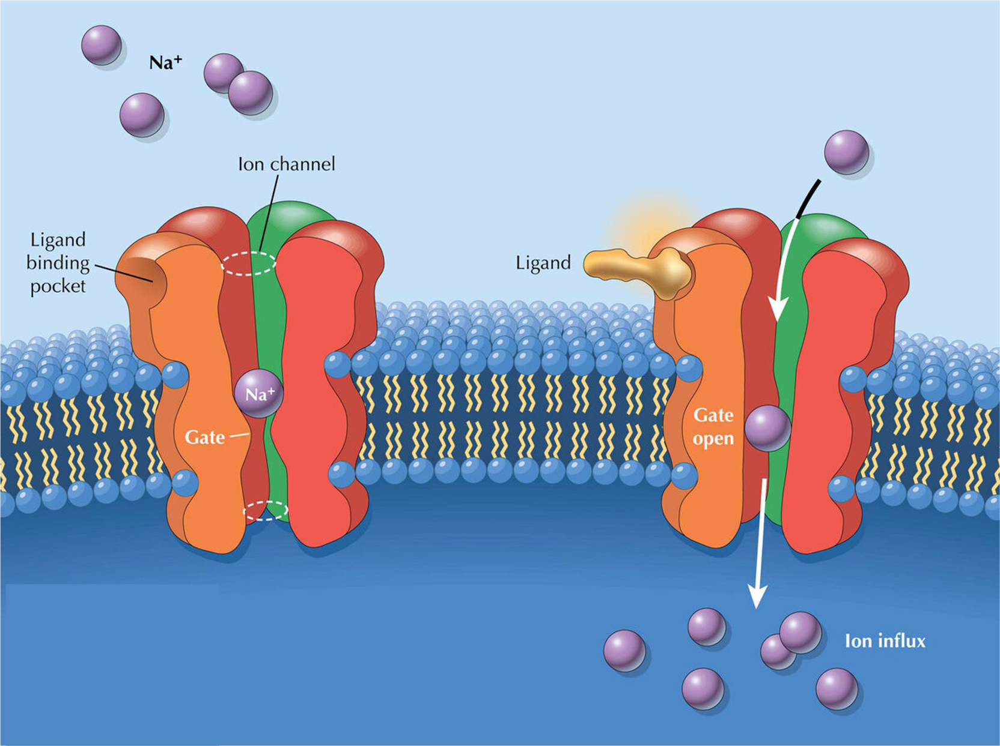 Na⁺
Ion channel
Ligand
binding
pocket
Na⁺
Gate
Ligand
Gate
open
Ion influx